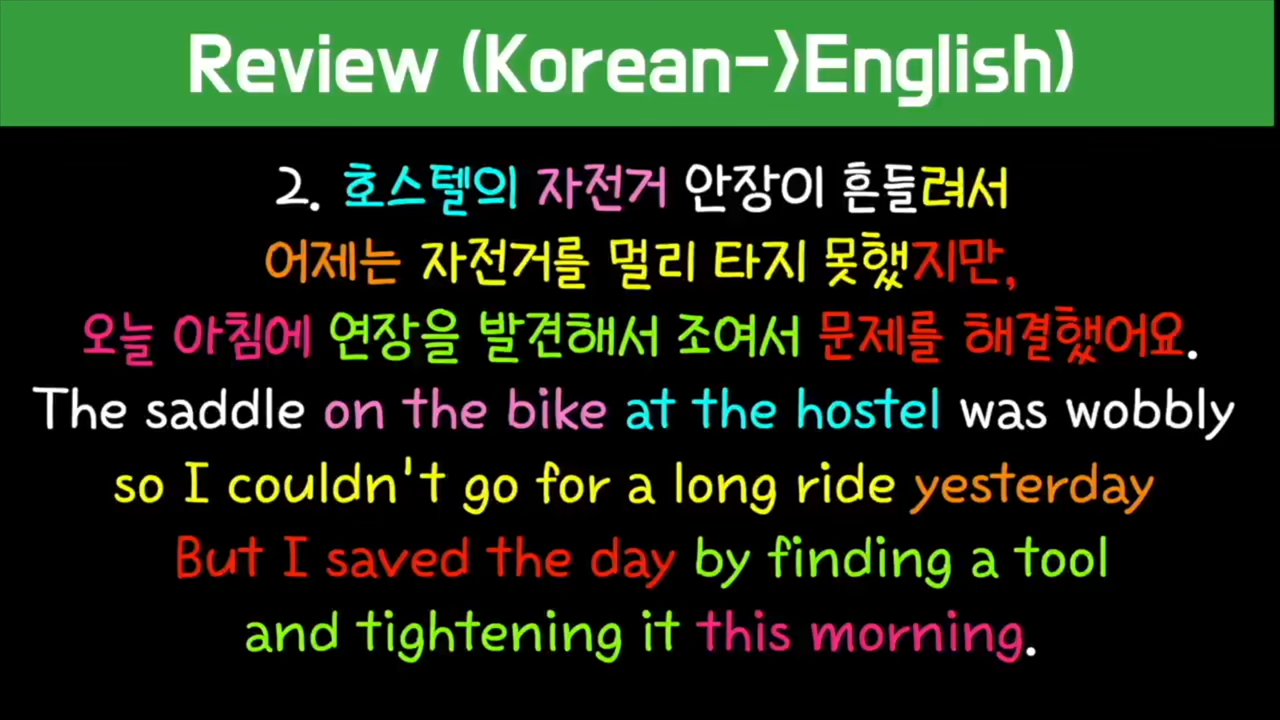 Review (Korean->English)
2. 호스텔의 자전거 안장이 흔들려서
어제는 자전거를 멀리 타지 못했지만,
오늘 아침에 연장을 발견해서 조여서 문제를 해결했어요.
The saddle on the bike at the hostel was wobbly
so I couldn't go for a long ride yesterday
But I saved the day by finding a tool
and tightening it this morning.